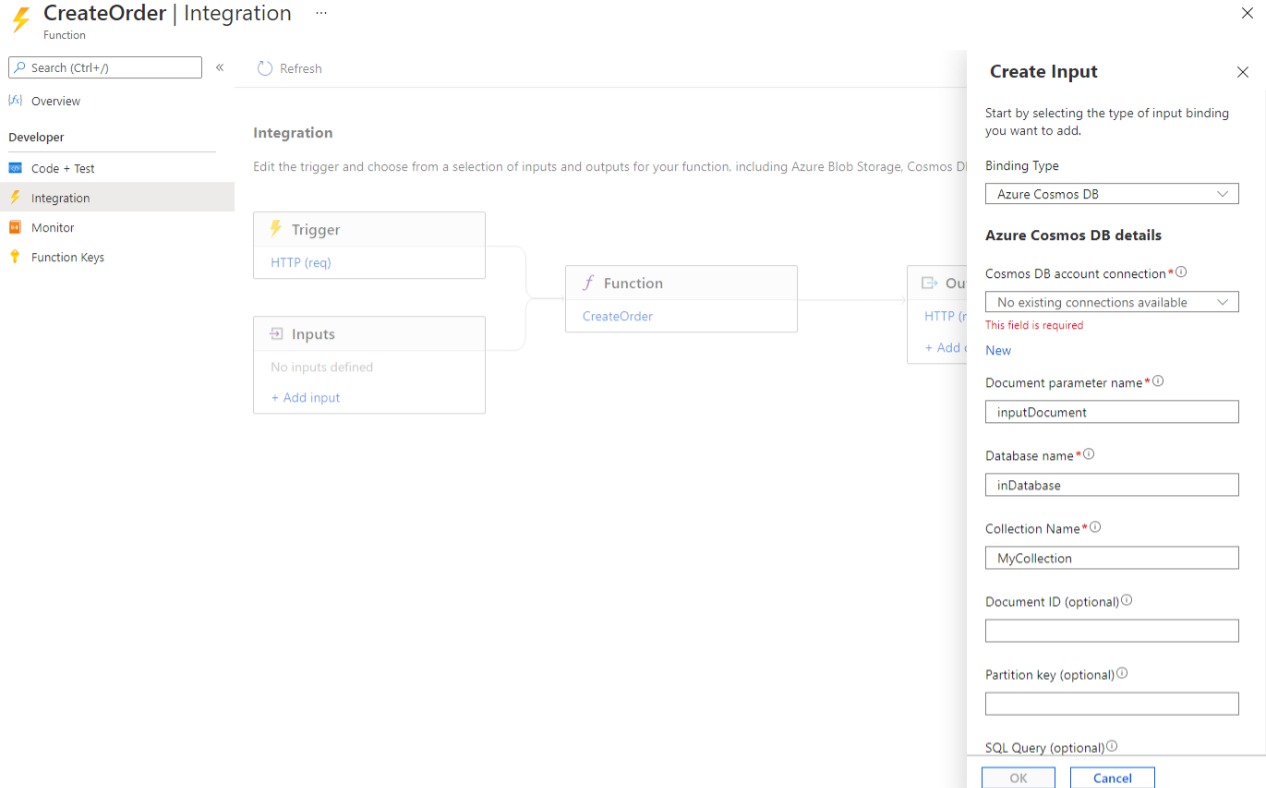 CreateOrder | Integration ...
Function
Search (Ctrl+/)
«
Refresh
{fx} Overview
Developer
Code + Test
Integration
Monitor
Function Keys
Integration
Edit the trigger and choose from a selection of inputs and outputs for your function, including Azure Blob Storage, Cosmos DB
Trigger
HTTP (req)
Inputs
No inputs defined
+ Add input
f Function
CreateOrder
Ou
HTTP (r
+ Add
Create Input
Start by selecting the type of input binding
you want to add.
Binding Type
Azure Cosmos DB
Azure Cosmos DB details
Cosmos DB account connection*
No existing connections available
This field is required
New
Document parameter name*
inputDocument
Database name*
inDatabase
Collection Name*
MyCollection
Document ID (optional)
Partition key (optional)
SQL Query (optional)
OK
Cancel